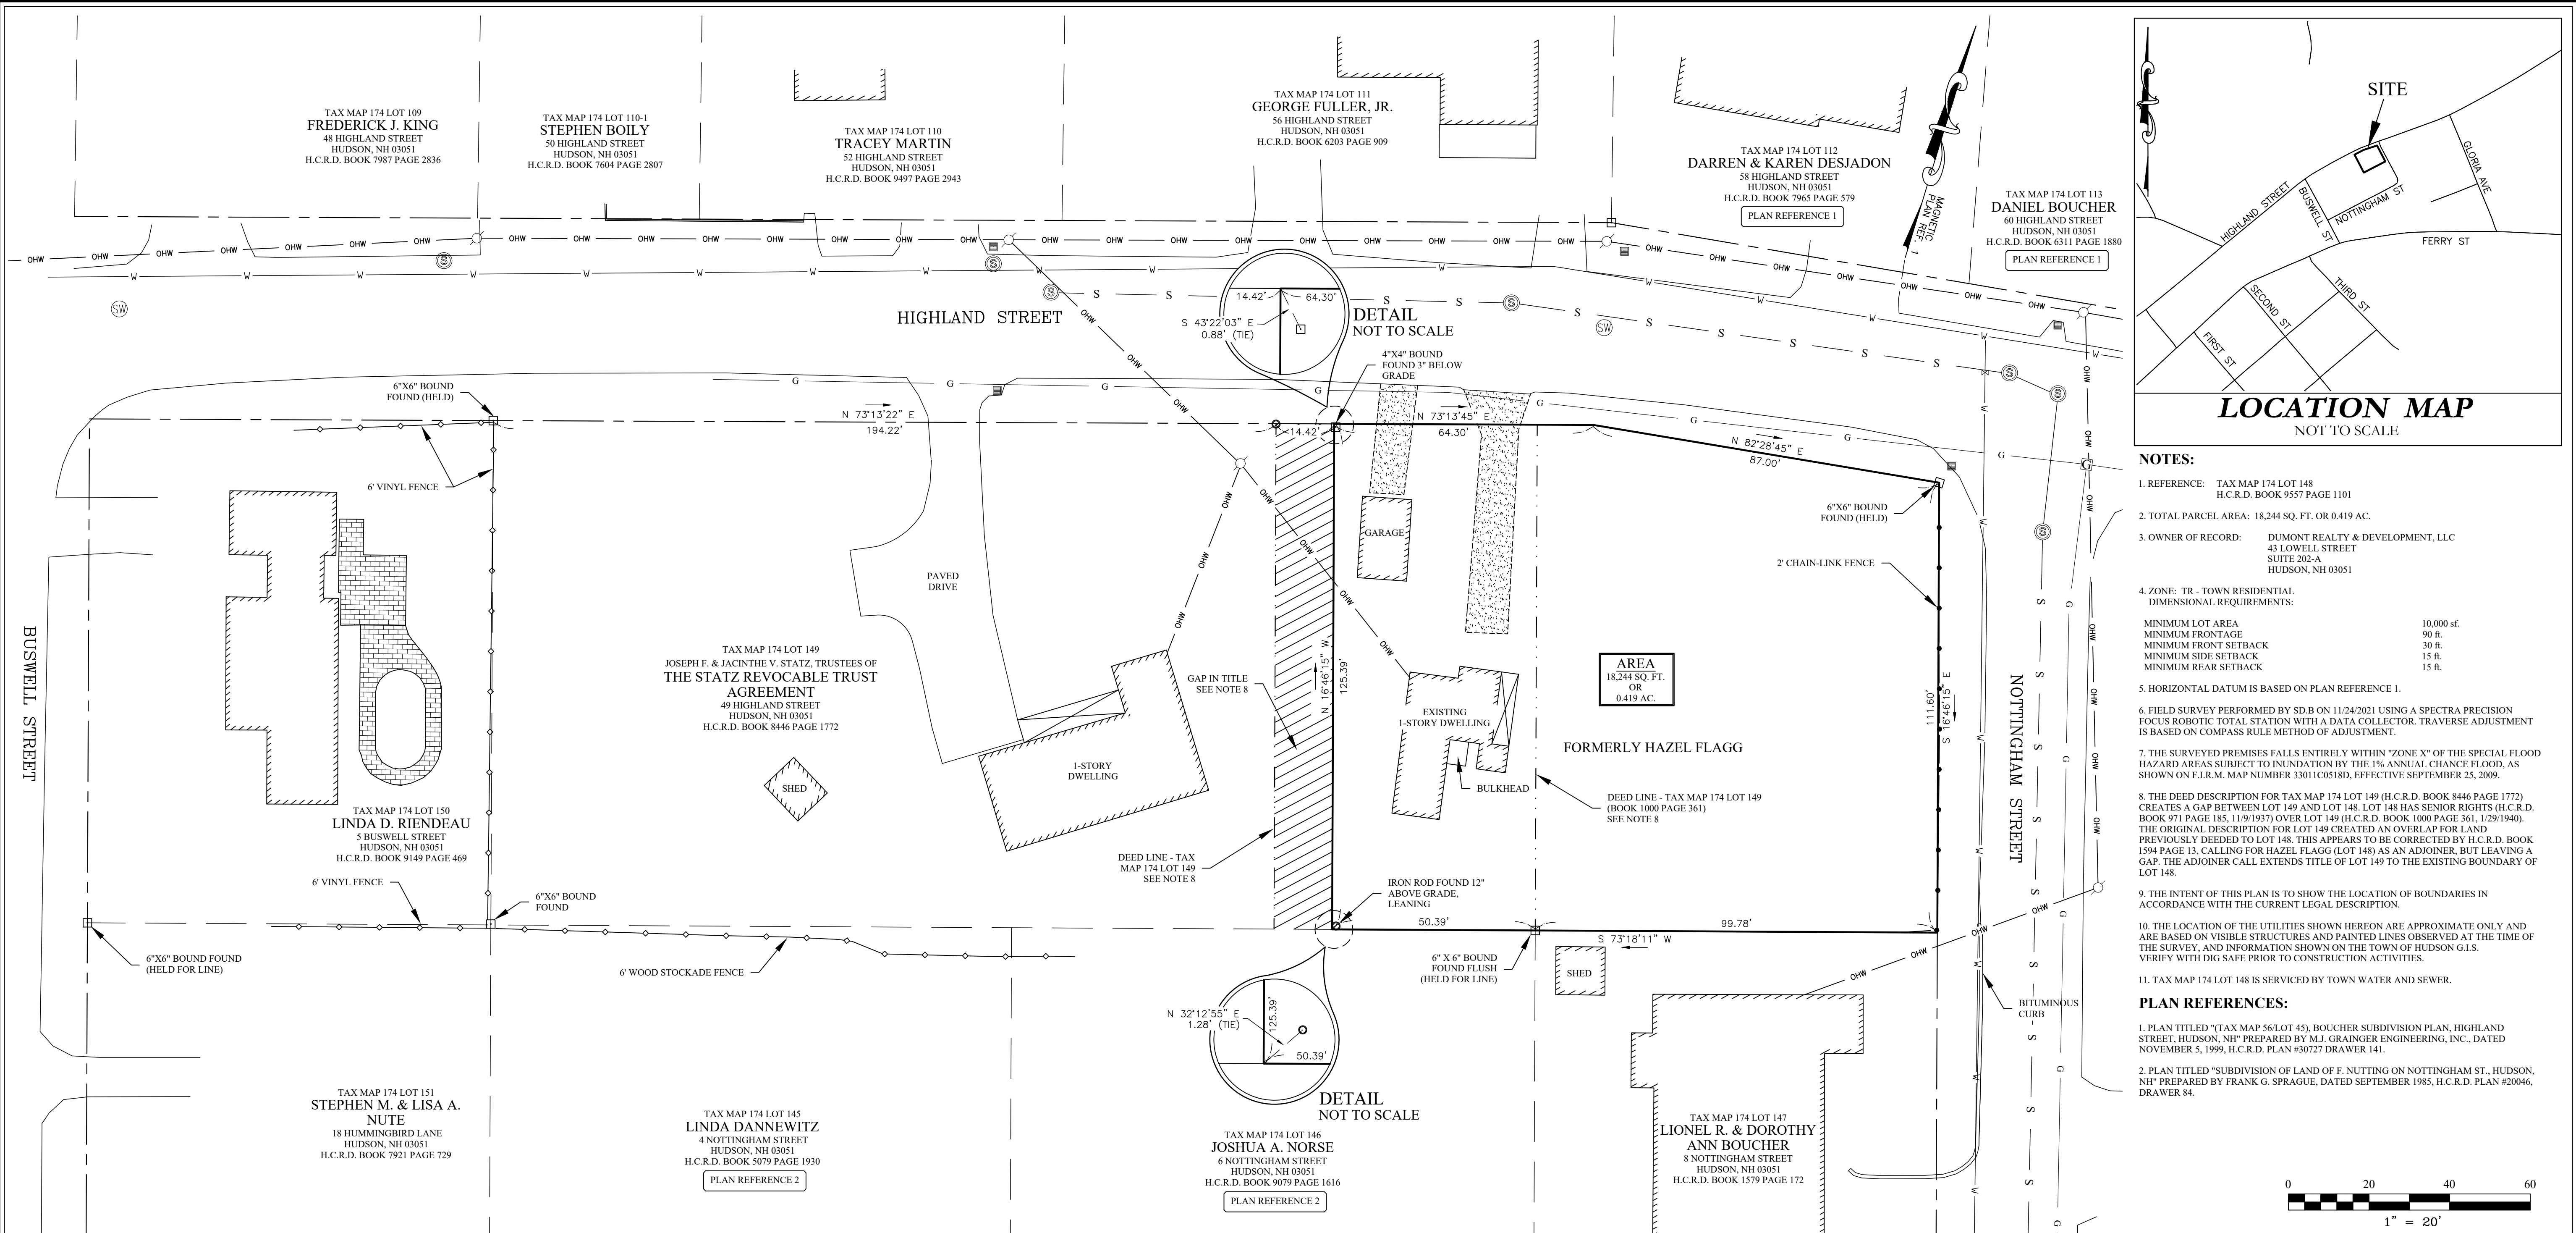 TAX MAP 174 LOT 109
FREDERICK J. KING
48 HIGHLAND STREET
HUDSON, NH 03051
H.C.R.D. BOOK 7987 PAGE 2836
TAX MAP 174 LOT 110-1
STEPHEN BOILY
50 HIGHLAND STREET
HUDSON, NH 03051
H.C.R.D. BOOK 7604 PAGE 2807
TAX MAP 174 LOT 110
TRACEY MARTIN
52 HIGHLAND STREET
HUDSON, NH 03051
H.C.R.D. BOOK 9497 PAGE 2943
TAX MAP 174 LOT 111
GEORGE FULLER, JR.
56 HIGHLAND STREET
HUDSON, NH 03051
H.C.R.D. BOOK 6203 PAGE 909
TAX MAP 174 LOT 112
DARREN & KAREN DESJADON
58 HIGHLAND STREET
HUDSON, NH 03051
H.C.R.D. BOOK 7965 PAGE 579
PLAN REFERENCE 1
MAGNETIC
PLAN REF. 1
TAX MAP 174 LOT 113
DANIEL BOUCHER
60 HIGHLAND STREET
HUDSON, NH 03051
H.C.R.D. BOOK 6311 PAGE 1880
PLAN REFERENCE 1
HIGHLAND STREET
14.42'
64.30'
S 43°22'03" E
0.88' (TIE)
DETAIL
NOT TO SCALE
4"X4" BOUND
FOUND 3" BELOW
GRADE
6"X6" BOUND
FOUND (HELD)
N 73°13'22" E
194.22'
14.42'
N 73°13'45" E
64.30'
N 82°28'45" E
87.00'
6' VINYL FENCE
6"X6" BOUND
FOUND (HELD)
GARAGE
2' CHAIN-LINK FENCE
PAVED
DRIVE
BUSWELL STREET
TAX MAP 174 LOT 149
JOSEPH F. & JACINTHE V. STATZ, TRUSTEES OF
THE STATZ REVOCABLE TRUST
AGREEMENT
49 HIGHLAND STREET
HUDSON, NH 03051
H.C.R.D. BOOK 8446 PAGE 1772
GAP IN TITLE
SEE NOTE 8
N 16°46'15" W
125.39'
AREA
18,244 SQ. FT.
OR
0.419 AC.
111.60'
S 16°46'15" E
NOTTINGHAM STREET
EXISTING
1-STORY DWELLING
FORMERLY HAZEL FLAGG
1-STORY
DWELLING
SHED
BULKHEAD
DEED LINE - TAX MAP 174 LOT 149
(BOOK 1000 PAGE 361)
SEE NOTE 8
TAX MAP 174 LOT 150
LINDA D. RIENDEAU
5 BUSWELL STREET
HUDSON, NH 03051
H.C.R.D. BOOK 9149 PAGE 469
DEED LINE - TAX
MAP 174 LOT 149
SEE NOTE 8
6' VINYL FENCE
6"X6" BOUND
FOUND
IRON ROD FOUND 12"
ABOVE GRADE,
LEANING
50.39'
99.78'
S 73°18'11" W
6"X6" BOUND FOUND
(HELD FOR LINE)
6' WOOD STOCKADE FENCE
6" X 6" BOUND
FOUND FLUSH
(HELD FOR LINE)
SHED
N 32°12'55" E
1.28' (TIE)
125.39'
50.39'
DETAIL
NOT TO SCALE
BITUMINOUS
CURB
TAX MAP 174 LOT 151
STEPHEN M. & LISA A.
NUTE
18 HUMMINGBIRD LANE
HUDSON, NH 03051
H.C.R.D. BOOK 7921 PAGE 729
TAX MAP 174 LOT 145
LINDA DANNEWITZ
4 NOTTINGHAM STREET
HUDSON, NH 03051
H.C.R.D. BOOK 5079 PAGE 1930
PLAN REFERENCE 2
TAX MAP 174 LOT 146
JOSHUA A. NORSE
6 NOTTINGHAM STREET
HUDSON, NH 03051
H.C.R.D. BOOK 9079 PAGE 1616
PLAN REFERENCE 2
TAX MAP 174 LOT 147
LIONEL R. & DOROTHY
ANN BOUCHER
8 NOTTINGHAM STREET
HUDSON, NH 03051
H.C.R.D. BOOK 1579 PAGE 172
SITE
GLORIA AVE
HIGHLAND STREET
BUSWELL ST
NOTTINGHAM ST
FERRY ST
SECOND ST
THIRD ST
FIRST ST
LOCATION MAP
NOT TO SCALE
NOTES:
1. REFERENCE: TAX MAP 174 LOT 148
H.C.R.D. BOOK 9557 PAGE 1101
2. TOTAL PARCEL AREA: 18,244 SQ. FT. OR 0.419 AC.
3. OWNER OF RECORD: DUMONT REALTY & DEVELOPMENT, LLC
43 LOWELL STREET
SUITE 202-A
HUDSON, NH 03051
4. ZONE: TR - TOWN RESIDENTIAL
DIMENSIONAL REQUIREMENTS:
MINIMUM LOT AREA 10,000 sf.
MINIMUM FRONTAGE 90 ft.
MINIMUM FRONT SETBACK 30 ft.
MINIMUM SIDE SETBACK 15 ft.
MINIMUM REAR SETBACK 15 ft.
5. HORIZONTAL DATUM IS BASED ON PLAN REFERENCE 1.
6. FIELD SURVEY PERFORMED BY SD.B ON 11/24/2021 USING A SPECTRA PRECISION
FOCUS ROBOTIC TOTAL STATION WITH A DATA COLLECTOR. TRAVERSE ADJUSTMENT
IS BASED ON COMPASS RULE METHOD OF ADJUSTMENT.
7. THE SURVEYED PREMISES FALLS ENTIRELY WITHIN "ZONE X" OF THE SPECIAL FLOOD
HAZARD AREAS SUBJECT TO INUNDATION BY THE 1% ANNUAL CHANCE FLOOD, AS
SHOWN ON F.I.R.M. MAP NUMBER 33011C0518D, EFFECTIVE SEPTEMBER 25, 2009.
8. THE DEED DESCRIPTION FOR TAX MAP 174 LOT 149 (H.C.R.D. BOOK 8446 PAGE 1772)
CREATES A GAP BETWEEN LOT 149 AND LOT 148. LOT 148 HAS SENIOR RIGHTS (H.C.R.D.
BOOK 971 PAGE 185, 11/9/1937) OVER LOT 149 (H.C.R.D. BOOK 1000 PAGE 361, 1/29/1940).
THE ORIGINAL DESCRIPTION FOR LOT 149 CREATED AN OVERLAP FOR LAND
PREVIOUSLY DEEDED TO LOT 148. THIS APPEARS TO BE CORRECTED BY H.C.R.D. BOOK
1594 PAGE 13, CALLING FOR HAZEL FLAGG (LOT 148) AS AN ADJOINER, BUT LEAVING A
GAP. THE ADJOINER CALL EXTENDS TITLE OF LOT 149 TO THE EXISTING BOUNDARY OF
LOT 148.
9. THE INTENT OF THIS PLAN IS TO SHOW THE LOCATION OF BOUNDARIES IN
ACCORDANCE WITH THE CURRENT LEGAL DESCRIPTION.
10. THE LOCATION OF THE UTILITIES SHOWN HEREON ARE APPROXIMATE ONLY AND
ARE BASED ON VISIBLE STRUCTURES AND PAINTED LINES OBSERVED AT THE TIME OF
THE SURVEY, AND INFORMATION SHOWN ON THE TOWN OF HUDSON G.I.S.
VERIFY WITH DIG SAFE PRIOR TO CONSTRUCTION ACTIVITIES.
11. TAX MAP 174 LOT 148 IS SERVICED BY TOWN WATER AND SEWER.
PLAN REFERENCES:
1. PLAN TITLED "(TAX MAP 56/LOT 45), BOUCHER SUBDIVISION PLAN, HIGHLAND
STREET, HUDSON, NH" PREPARED BY M.J. GRAINGER ENGINEERING, INC., DATED
NOVEMBER 5, 1999, H.C.R.D. PLAN #30727 DRAWER 141.
2. PLAN TITLED "SUBDIVISION OF LAND OF F. NUTTING ON NOTTINGHAM ST., HUDSON,
NH" PREPARED BY FRANK G. SPRAGUE, DATED SEPTEMBER 1985, H.C.R.D. PLAN #20046,
DRAWER 84.
0 20 40 60
1" = 20'